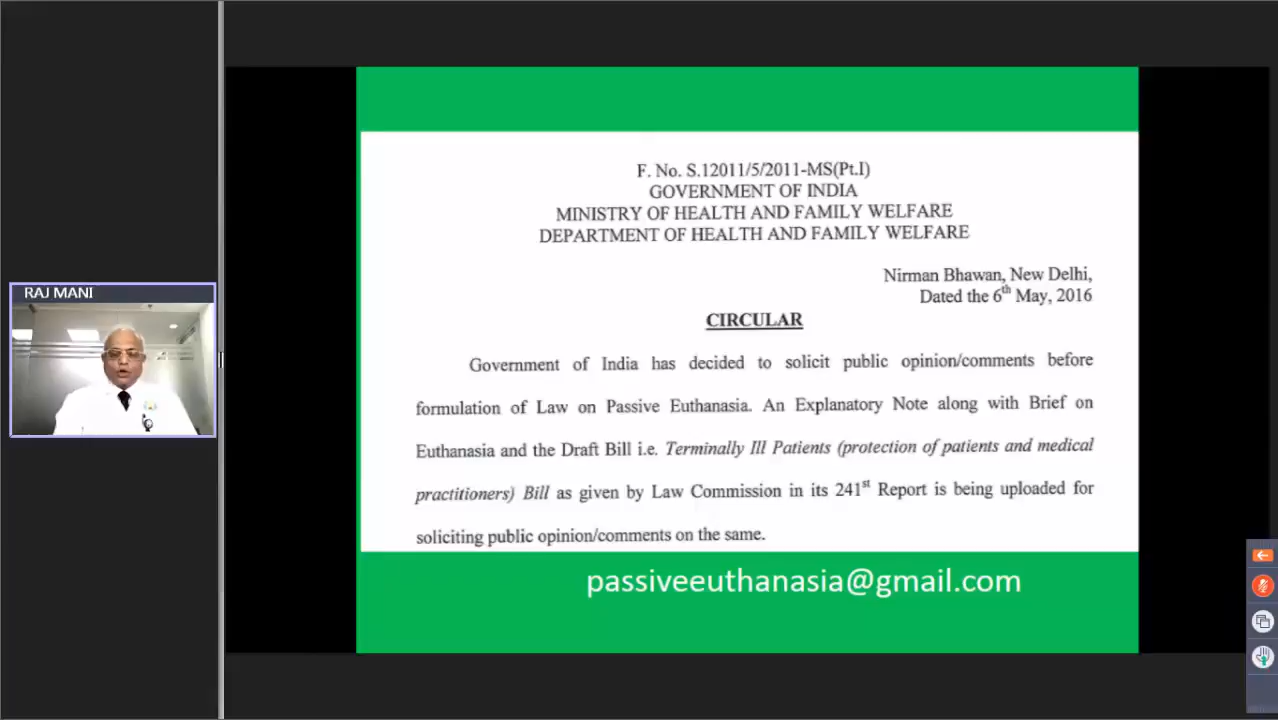 RAJ MANI
F. No. S.12011/5/2011-MS(Pt.I)
GOVERNMENT OF INDIA
MINISTRY OF HEALTH AND FAMILY WELFARE
DEPARTMENT OF HEALTH AND FAMILY WELFARE
Nirman Bhawan, New Delhi,
Dated the 6th May, 2016
CIRCULAR
Government of India has decided to solicit public opinion/comments before
formulation of Law on Passive Euthanasia. An Explanatory Note along with Brief on
Euthanasia and the Draft Bill i.e. Terminally Ill Patients (protection of patients and medical
practitioners) Bill as given by Law Commission in its 241st Report is being uploaded for
soliciting public opinion/comments on the same.
passiveeuthanasia@gmail.com